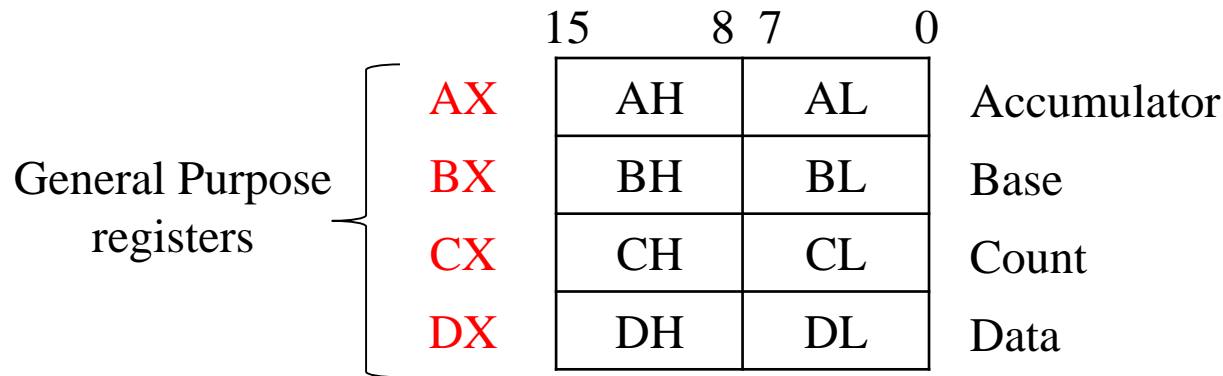 15 8 7 0
AX AH AL Accumulator
General Purpose
registers
BX BH BL Base
CX CH CL Count
DX DH DL Data